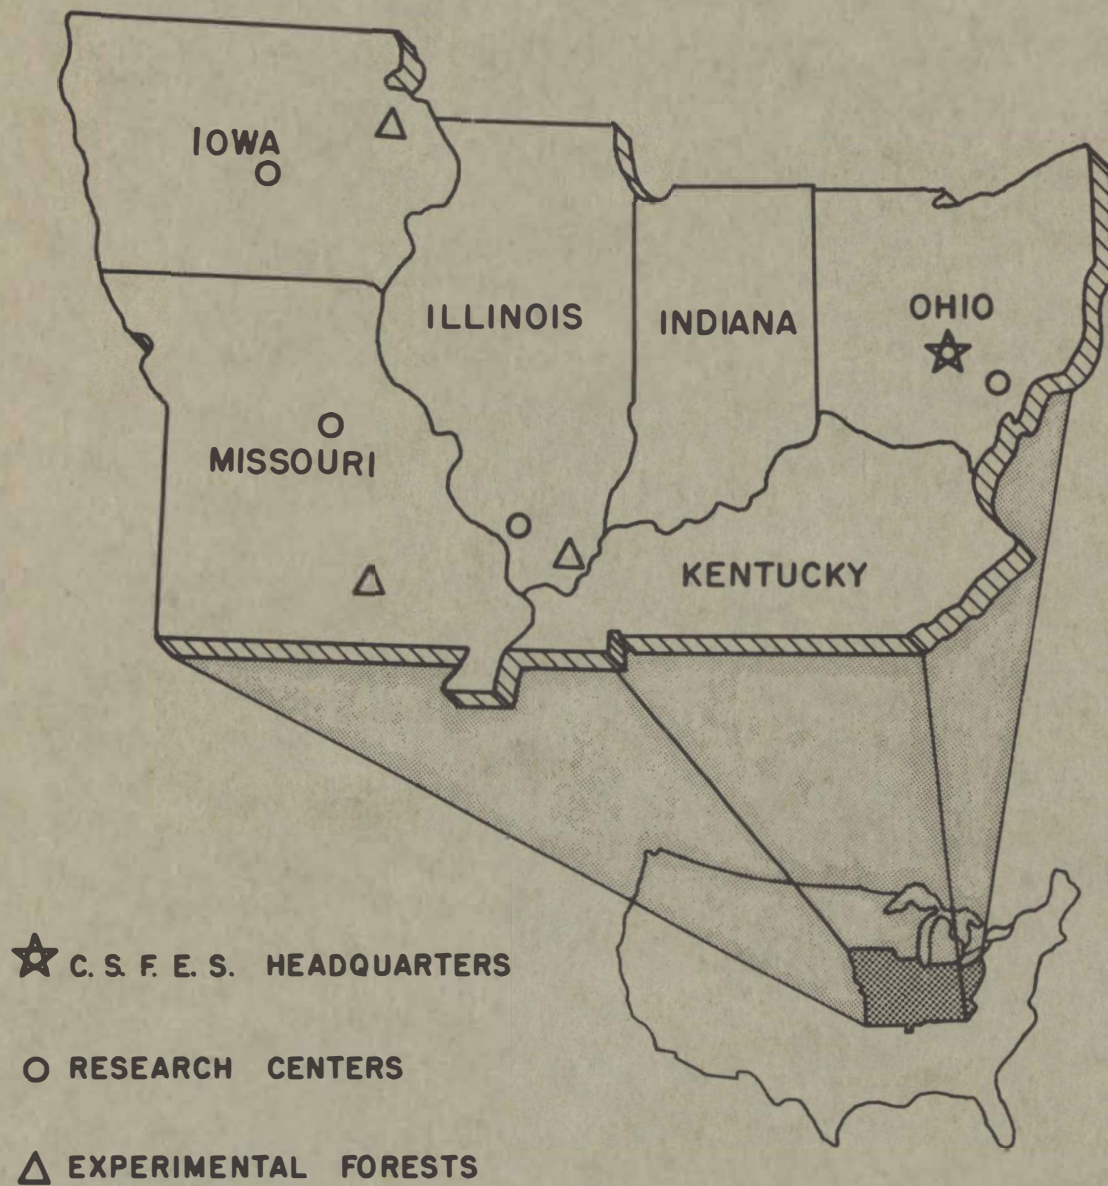 IOWA
ILLINOIS
INDIANA
OHIO
MISSOURI
KENTUCKY
C. S. F. E. S. HEADQUARTERS
RESEARCH CENTERS
EXPERIMENTAL FORESTS